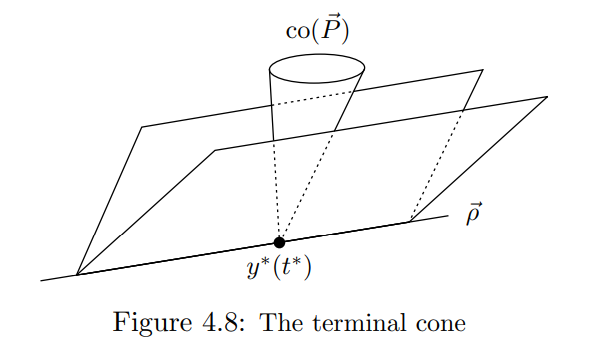 co(P⃗)
ρ⃗
y*(t*)
Figure 4.8: The terminal cone